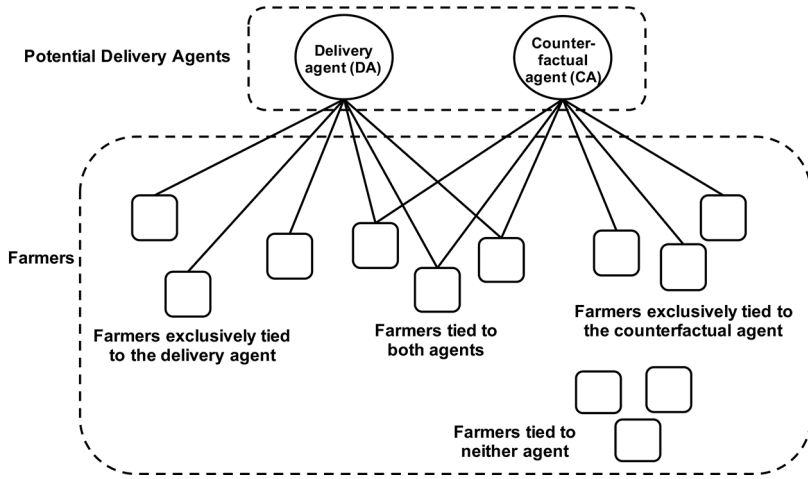 Potential Delivery Agents
Delivery
agent (DA)
Counter-
factual
agent (CA)
Farmers
Farmers exclusively tied
to the delivery agent
Farmers tied to
both agents
Farmers exclusively tied to
the counterfactual agent
Farmers tied to
neither agent